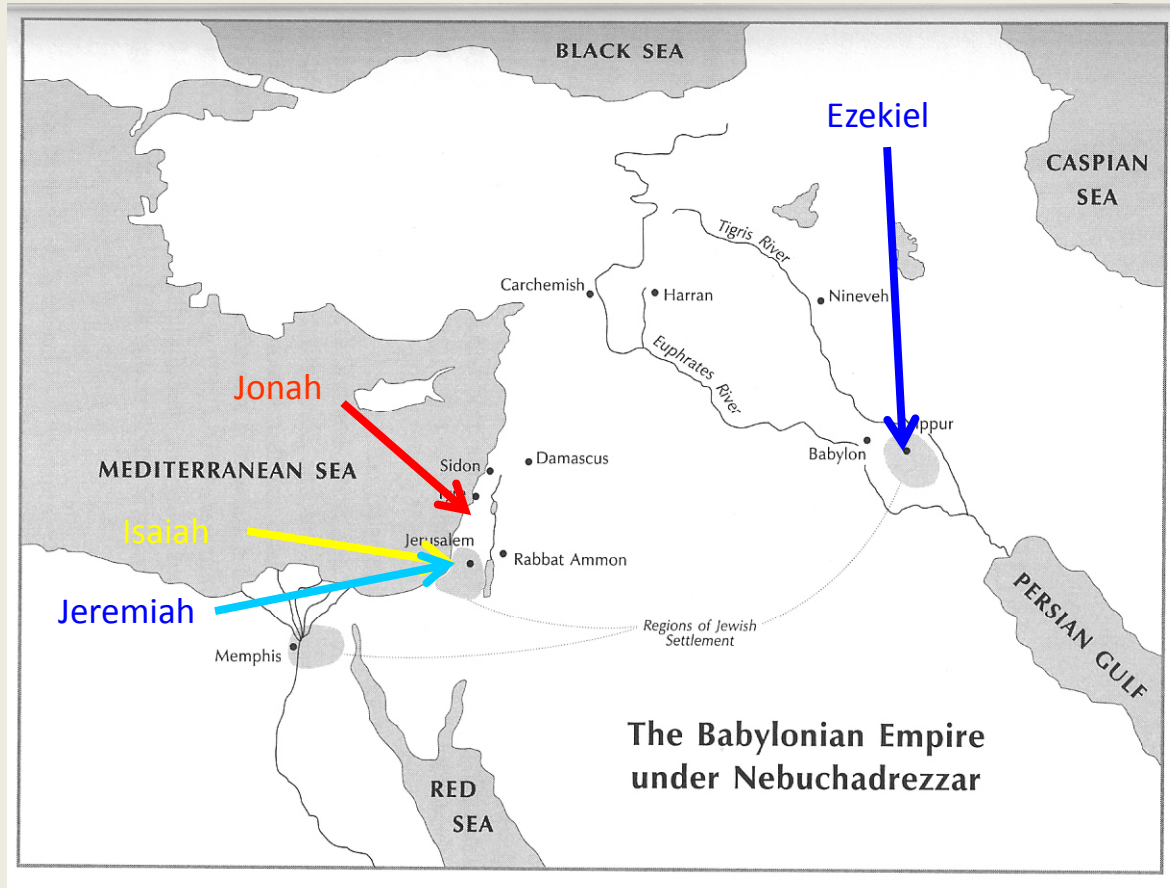 BLACK SEA
Ezekiel
CASPIAN
SEA
Tigris River
Carchemish
Harran
Nineveh
Euphrates River
Jonah
ippur
Babylon
MEDITERRANEAN SEA
Sidon
Damascus
Isaiah
Jerusalem
Rabbat Ammon
Jeremiah
PERSIAN GULF
Regions of Jewish
Settlement
Memphis
The Babylonian Empire
under Nebuchadrezzar
RED
SEA